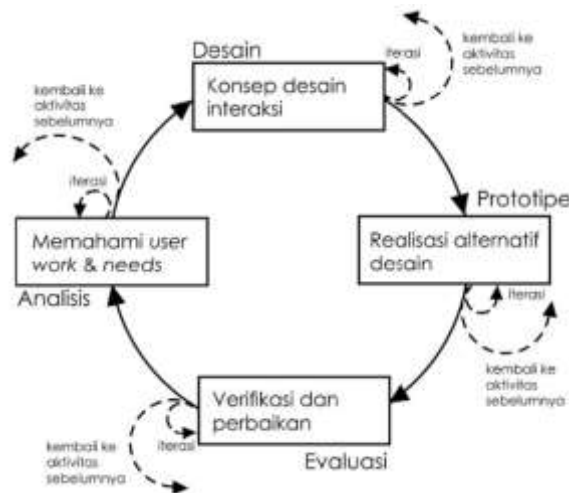 Desain
Konsep desain
interaksi
iterasi
kembali ke
aktivitas
sebelumnya
Prototipe
Realisasi alternatif
desain
iterasi
kembali ke
aktivitas
sebelumnya
Verifikasi dan
perbaikan
Evaluasi
iterasi
kembali ke
aktivitas
sebelumnya
Memahami user
work & needs
Analisis
iterasi
kembali ke
aktivitas
sebelumnya